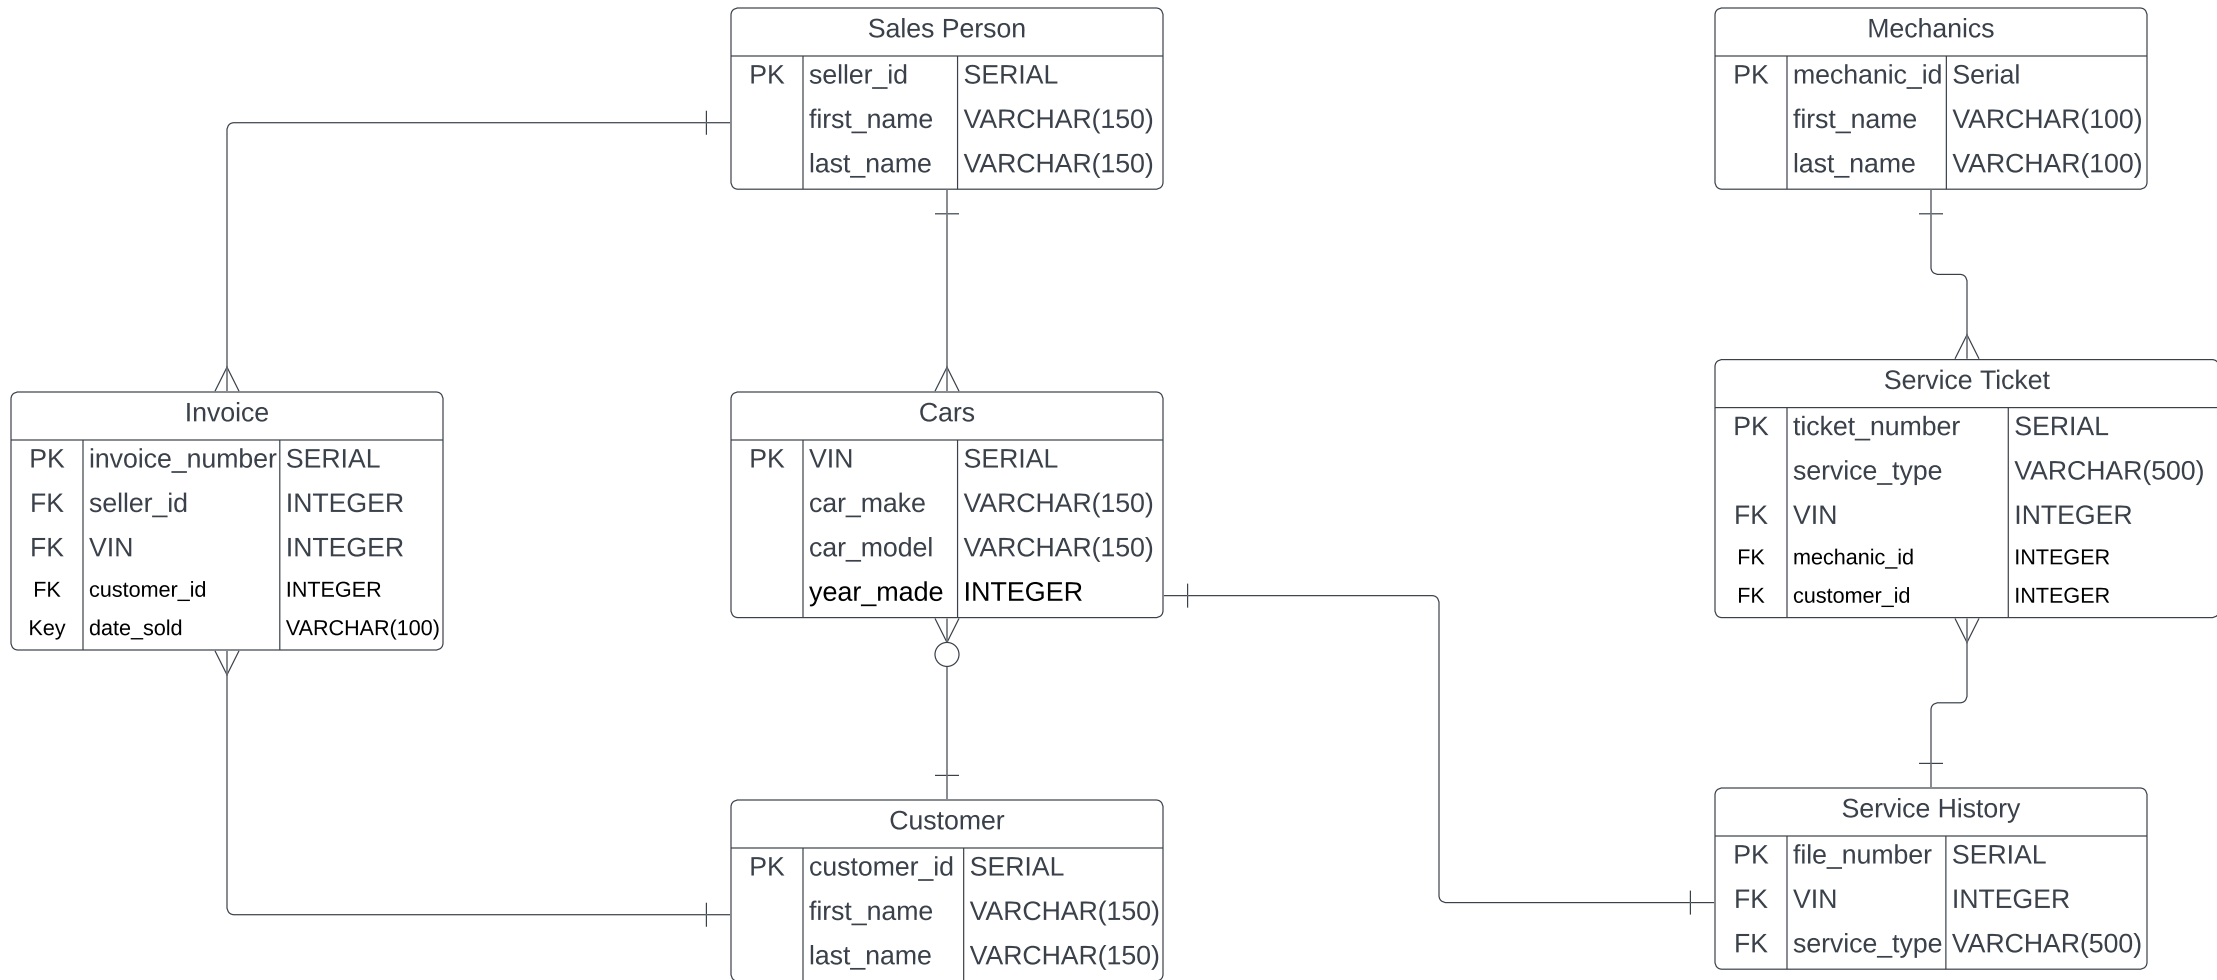 Sales Person
PK seller_id SERIAL
first_name VARCHAR(150)
last_name VARCHAR(150)
Mechanics
PK mechanic_id Serial
first_name VARCHAR(100)
last_name VARCHAR(100)
Invoice
PK invoice_number SERIAL
FK seller_id INTEGER
FK VIN INTEGER
FK customer_id INTEGER
Key date_sold VARCHAR(100)
Cars
PK VIN SERIAL
car_make VARCHAR(150)
car_model VARCHAR(150)
year_made INTEGER
Service Ticket
PK ticket_number SERIAL
service_type VARCHAR(500)
FK VIN INTEGER
FK mechanic_id INTEGER
FK customer_id INTEGER
Customer
PK customer_id SERIAL
first_name VARCHAR(150)
last_name VARCHAR(150)
Service History
PK file_number SERIAL
FK VIN INTEGER
FK service_type VARCHAR(500)